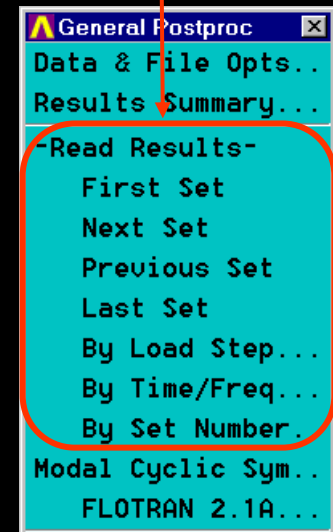 General Postproc
Data & File Opts..
Results Summary...
-Read Results-
First Set
Next Set
Previous Set
Last Set
By Load Step...
By Time/Freq...
By Set Number.
Modal Cyclic Sym..
FLOTRAN 2.1A...